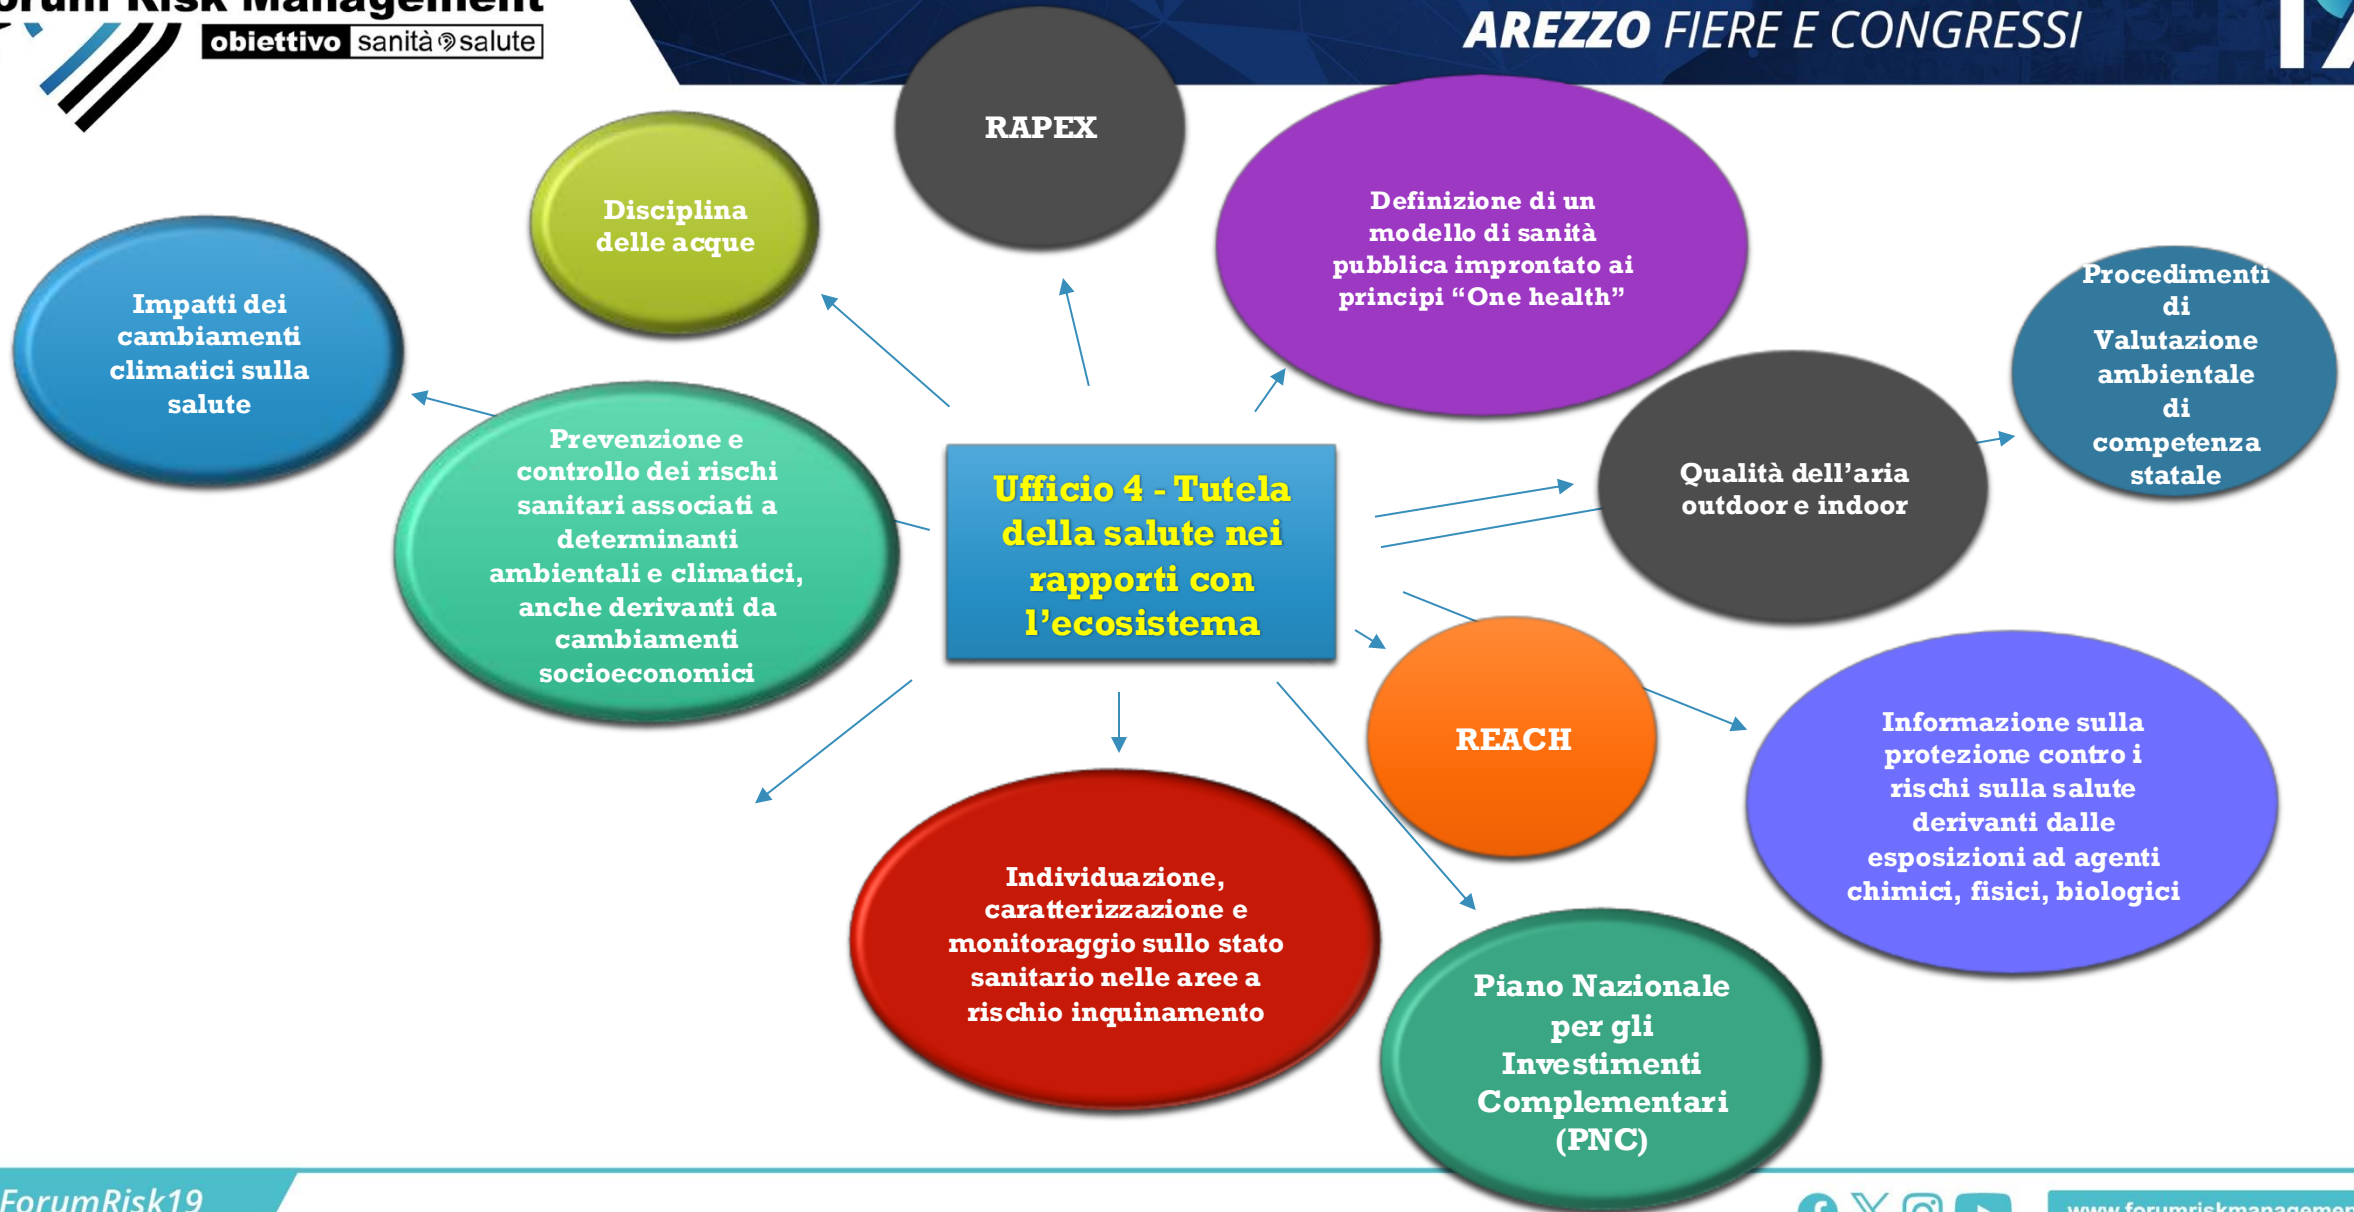 Forum Risk Management
obiettivo sanità salute
AREZZO FIERE E CONGRESSI
RAPEX
Disciplina
delle acque
Definizione di un
modello di sanità
pubblica improntato ai
principi “One health”
Impatti dei
cambiamenti
climatici sulla
salute
Procedimenti
di
Valutazione
ambientale
di
competenza
statale
Prevenzione e
controllo dei rischi
sanitari associati a
determinanti
ambientali e climatici,
anche derivanti da
cambiamenti
socioeconomici
Ufficio 4 - Tutela
della salute nei
rapporti con
l’ecosistema
Qualità dell’aria
outdoor e indoor
REACH
Informazione sulla
protezione contro i
rischi sulla salute
derivanti dalle
esposizioni ad agenti
chimici, fisici, biologici
Individuazione,
caratterizzazione e
monitoraggio sullo stato
sanitario nelle aree a
rischio inquinamento
Piano Nazionale
per gli
Investimenti
Complementari
(PNC)
ForumRisk19